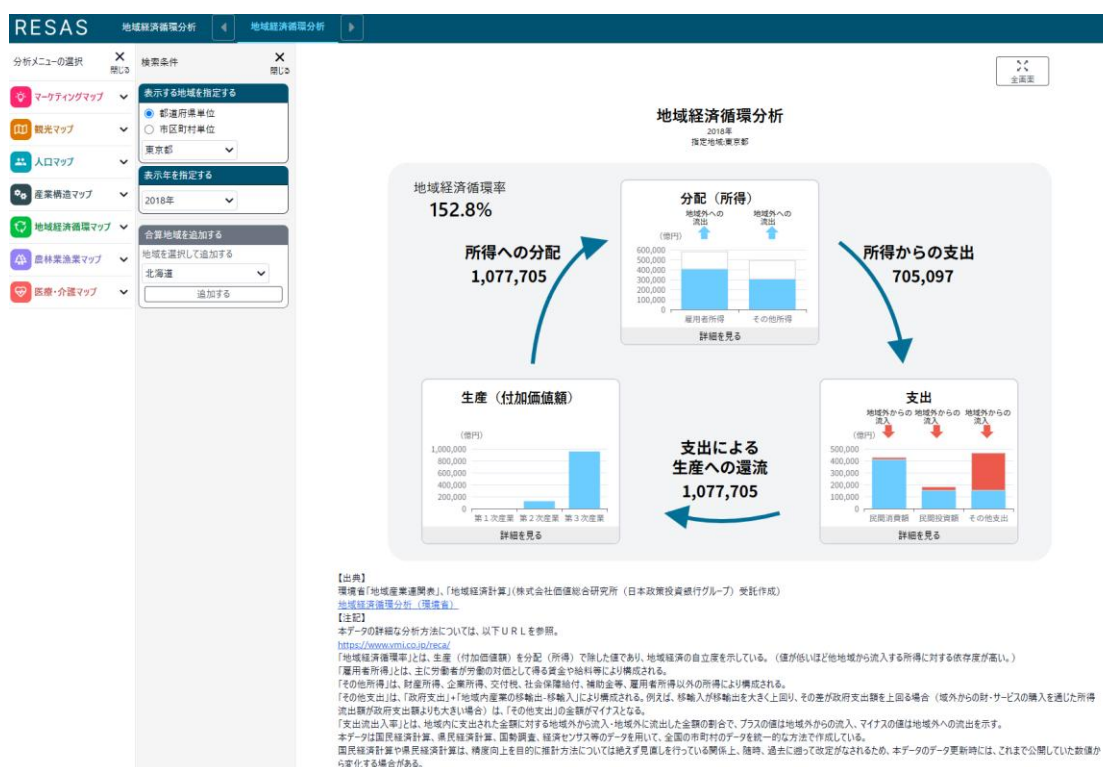 RESAS
地域経済循環分析
地域経済循環分析
分析メニューの選択
閉じる
マーケティングマップ
観光マップ
人口マップ
産業構造マップ
地域経済循環マップ
農林業漁業マップ
医療・介護マップ
検索条件
閉じる
表示する地域を指定する
都道府県単位
市区町村単位
東京都
表示年を指定する
2018年
合算地域を追加する
地域を選択して追加する
北海道
追加する
全画面
地域経済循環分析
2018年
指定地域:東京都
地域経済循環率
152.8%
所得への分配
1,077,705
分配（所得）
地域外への流出
地域外への流出
（億円）
600,000
500,000
400,000
300,000
200,000
100,000
0
雇用者所得
その他所得
詳細を見る
所得からの支出
705,097
生産（付加価値額）
（億円）
1,000,000
800,000
600,000
400,000
200,000
0
第１次産業 第２次産業 第３次産業
詳細を見る
支出による
生産への還流
1,077,705
支出
地域外からの流入
地域外からの流入
地域外からの流入
（億円）
500,000
400,000
300,000
200,000
100,000
0
民間消費額 民間投資額 その他支出
詳細を見る
【出典】
環境省「地域産業連関表」、「地域経済計算」（株式会社価値総合研究所（日本政策投資銀行グループ）受託作成）
地域経済循環分析（環境省）
【注記】
本データの詳細な分析方法については、以下ＵＲＬを参照。
https://www.vmi.co.jp/reca/
「地域経済循環率」とは、生産（付加価値額）を分配（所得）で除した値であり、地域経済の自立度を示している。（値が低いほど他地域から流入する所得に対する依存度が高い。）
「雇用者所得」とは、主に労働者が労働の対価として得る賃金や給料等により構成される。
「その他所得」は、財産所得、企業所得、交付税、社会保障給付、補助金等、雇用者所得以外の所得により構成される。
「その他支出」は、「政府支出」+「地域内産業の移輸出-移輸入」により構成される。例えば、移輸入が移輸出を大きく上回り、その差が政府支出額を上回る場合（域外からの財・サービスの購入を通じた所得
流出額が政府支出額よりも大きい場合）は、「その他支出」の金額がマイナスとなる。
「支出流出入率」とは、地域内に支出された金額に対する地域外から流入・地域外に流出した金額の割合で、プラスの値は地域外からの流入、マイナスの値は地域外への流出を示す。
本データは国民経済計算、県民経済計算、国勢調査、経済センサス等のデータを用いて、全国の市町村のデータを統一的な方法で作成している。
国民経済計算や県民経済計算は、精度向上を目的に推計方法については絶えず見直しを行っている関係上、随時、過去に遡って改定がなされるため、本データのデータ更新時には、これまで公開していた数値か
ら変化する場合がある。